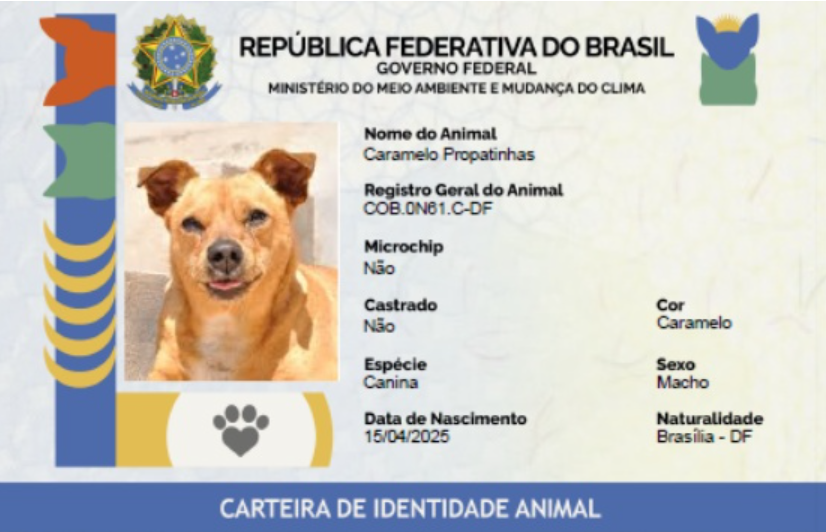 REPÚBLICA FEDERATIVA DO BRASIL
GOVERNO FEDERAL
MINISTÉRIO DO MEIO AMBIENTE E MUDANÇA DO CLIMA
Nome do Animal
Caramelo Propatinhas
Registro Geral do Animal
COB.0N61.C-DF
Microchip
Não
Castrado
Não
Cor
Caramelo
Espécie
Canina
Sexo
Macho
Data de Nascimento
15/04/2025
Naturalidade
Brasília - DF
CARTEIRA DE IDENTIDADE ANIMAL